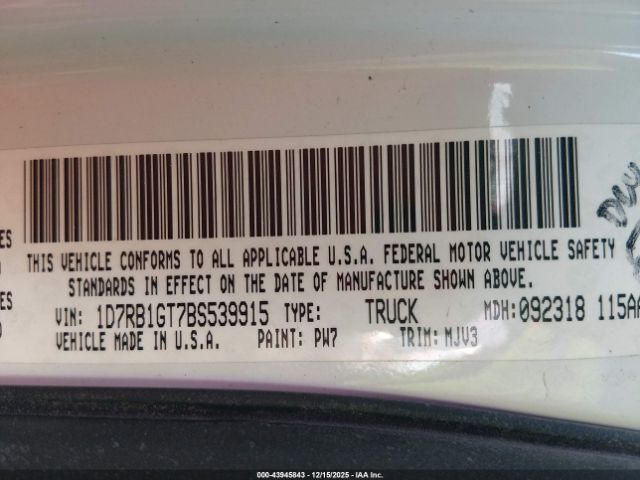 THIS VEHICLE CONFORMS TO ALL APPLICABLE U.S.A. FEDERAL MOTOR VEHICLE SAFETY
STANDARDS IN EFFECT ON THE DATE OF MANUFACTURE SHOWN ABOVE.
VIN: 1D7RB1GT7BS539915 TYPE: TRUCK MDH:092318 115AA
VEHICLE MADE IN U.S.A. PAINT: PW7 TRIM: MJV3
000-43945843 | 12/15/2025 | IAA Inc.